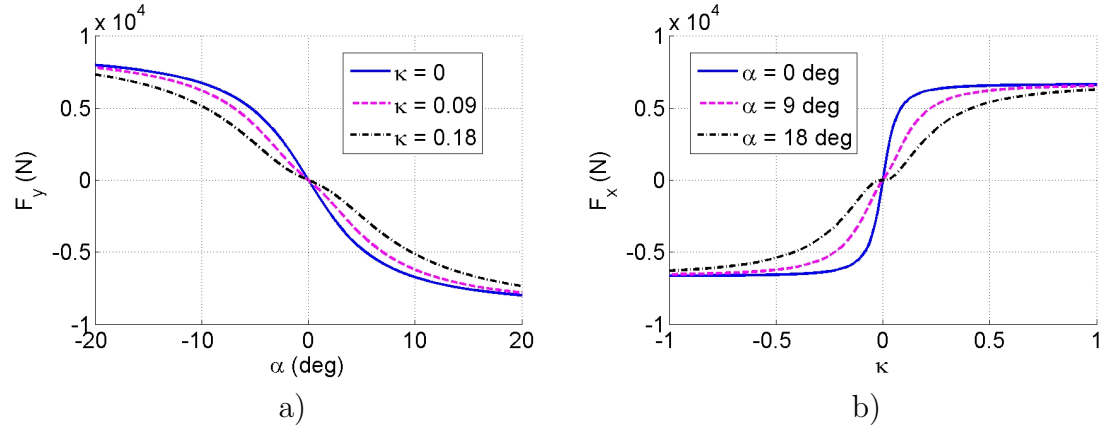 x 10^4
1
0.5
0
-0.5
-1
F_y (N)
-20
-10
0
10
20
α (deg)
κ = 0
κ = 0.09
κ = 0.18
a)
x 10^4
1
0.5
0
-0.5
-1
F_x (N)
-1
-0.5
0
0.5
1
κ
α = 0 deg
α = 9 deg
α = 18 deg
b)